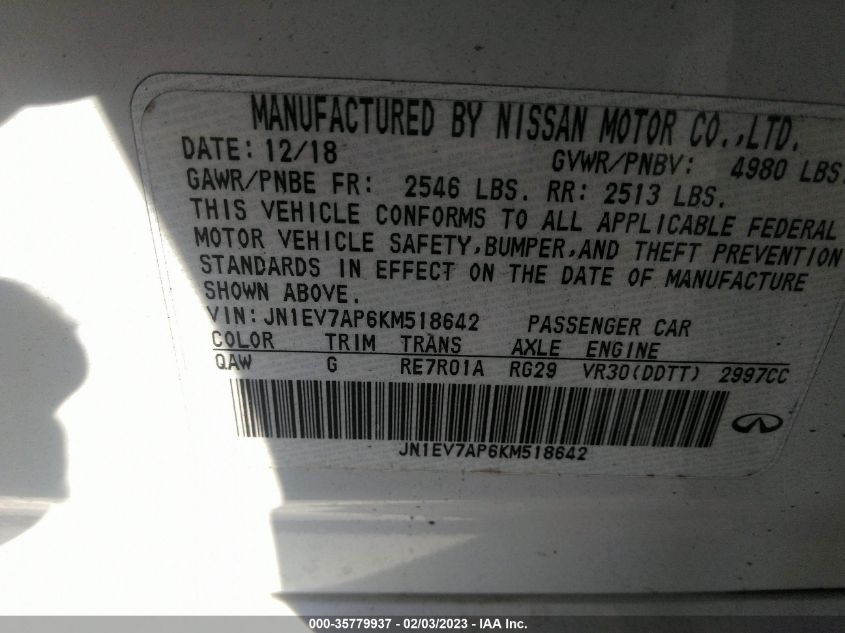 MANUFACTURED BY NISSAN MOTOR CO.,LTD.
DATE: 12/18 GVWR/PNBV: 4980 LBS.
GAWR/PNBE FR: 2546 LBS. RR: 2513 LBS.
THIS VEHICLE CONFORMS TO ALL APPLICABLE FEDERAL
MOTOR VEHICLE SAFETY,BUMPER,AND THEFT PREVENTION
STANDARDS IN EFFECT ON THE DATE OF MANUFACTURE
SHOWN ABOVE.
VIN:JN1EV7AP6KM518642 PASSENGER CAR
COLOR TRIM TRANS AXLE ENGINE
QAW G RE7R01A RG29 VR30(DDTT) 2997CC
JN1EV7AP6KM518642
000-35779937 - 02/03/2023 - IAA Inc.